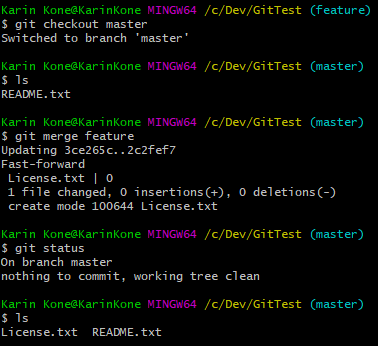 Karin Kone@KarinKone MINGW64 /c/Dev/GitTest (feature)
$ git checkout master
Switched to branch 'master'
Karin Kone@KarinKone MINGW64 /c/Dev/GitTest (master)
$ ls
README.txt
Karin Kone@KarinKone MINGW64 /c/Dev/GitTest (master)
$ git merge feature
Updating 3ce265c..2c2fef7
Fast-forward
 License.txt | 0
 1 file changed, 0 insertions(+), 0 deletions(-)
 create mode 100644 License.txt
Karin Kone@KarinKone MINGW64 /c/Dev/GitTest (master)
$ git status
On branch master
nothing to commit, working tree clean
Karin Kone@KarinKone MINGW64 /c/Dev/GitTest (master)
$ ls
License.txt  README.txt